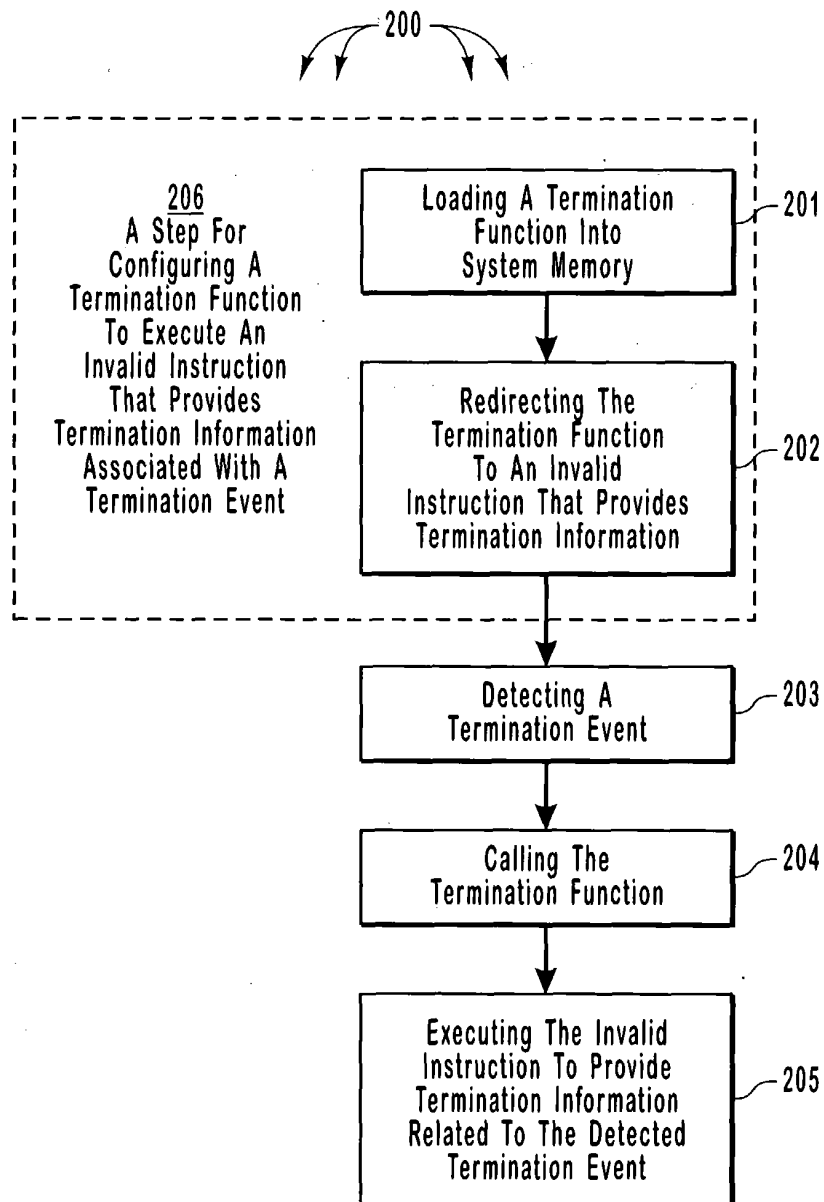 200
206
A Step For
Configuring A
Termination Function
To Execute An
Invalid Instruction
That Provides
Termination Information
Associated With A
Termination Event
Loading A Termination
Function Into
System Memory
201
Redirecting The
Termination Function
To An Invalid
Instruction That Provides
Termination Information
202
Detecting A
Termination Event
203
Calling The
Termination Function
204
Executing The Invalid
Instruction To Provide
Termination Information
Related To The Detected
Termination Event
205